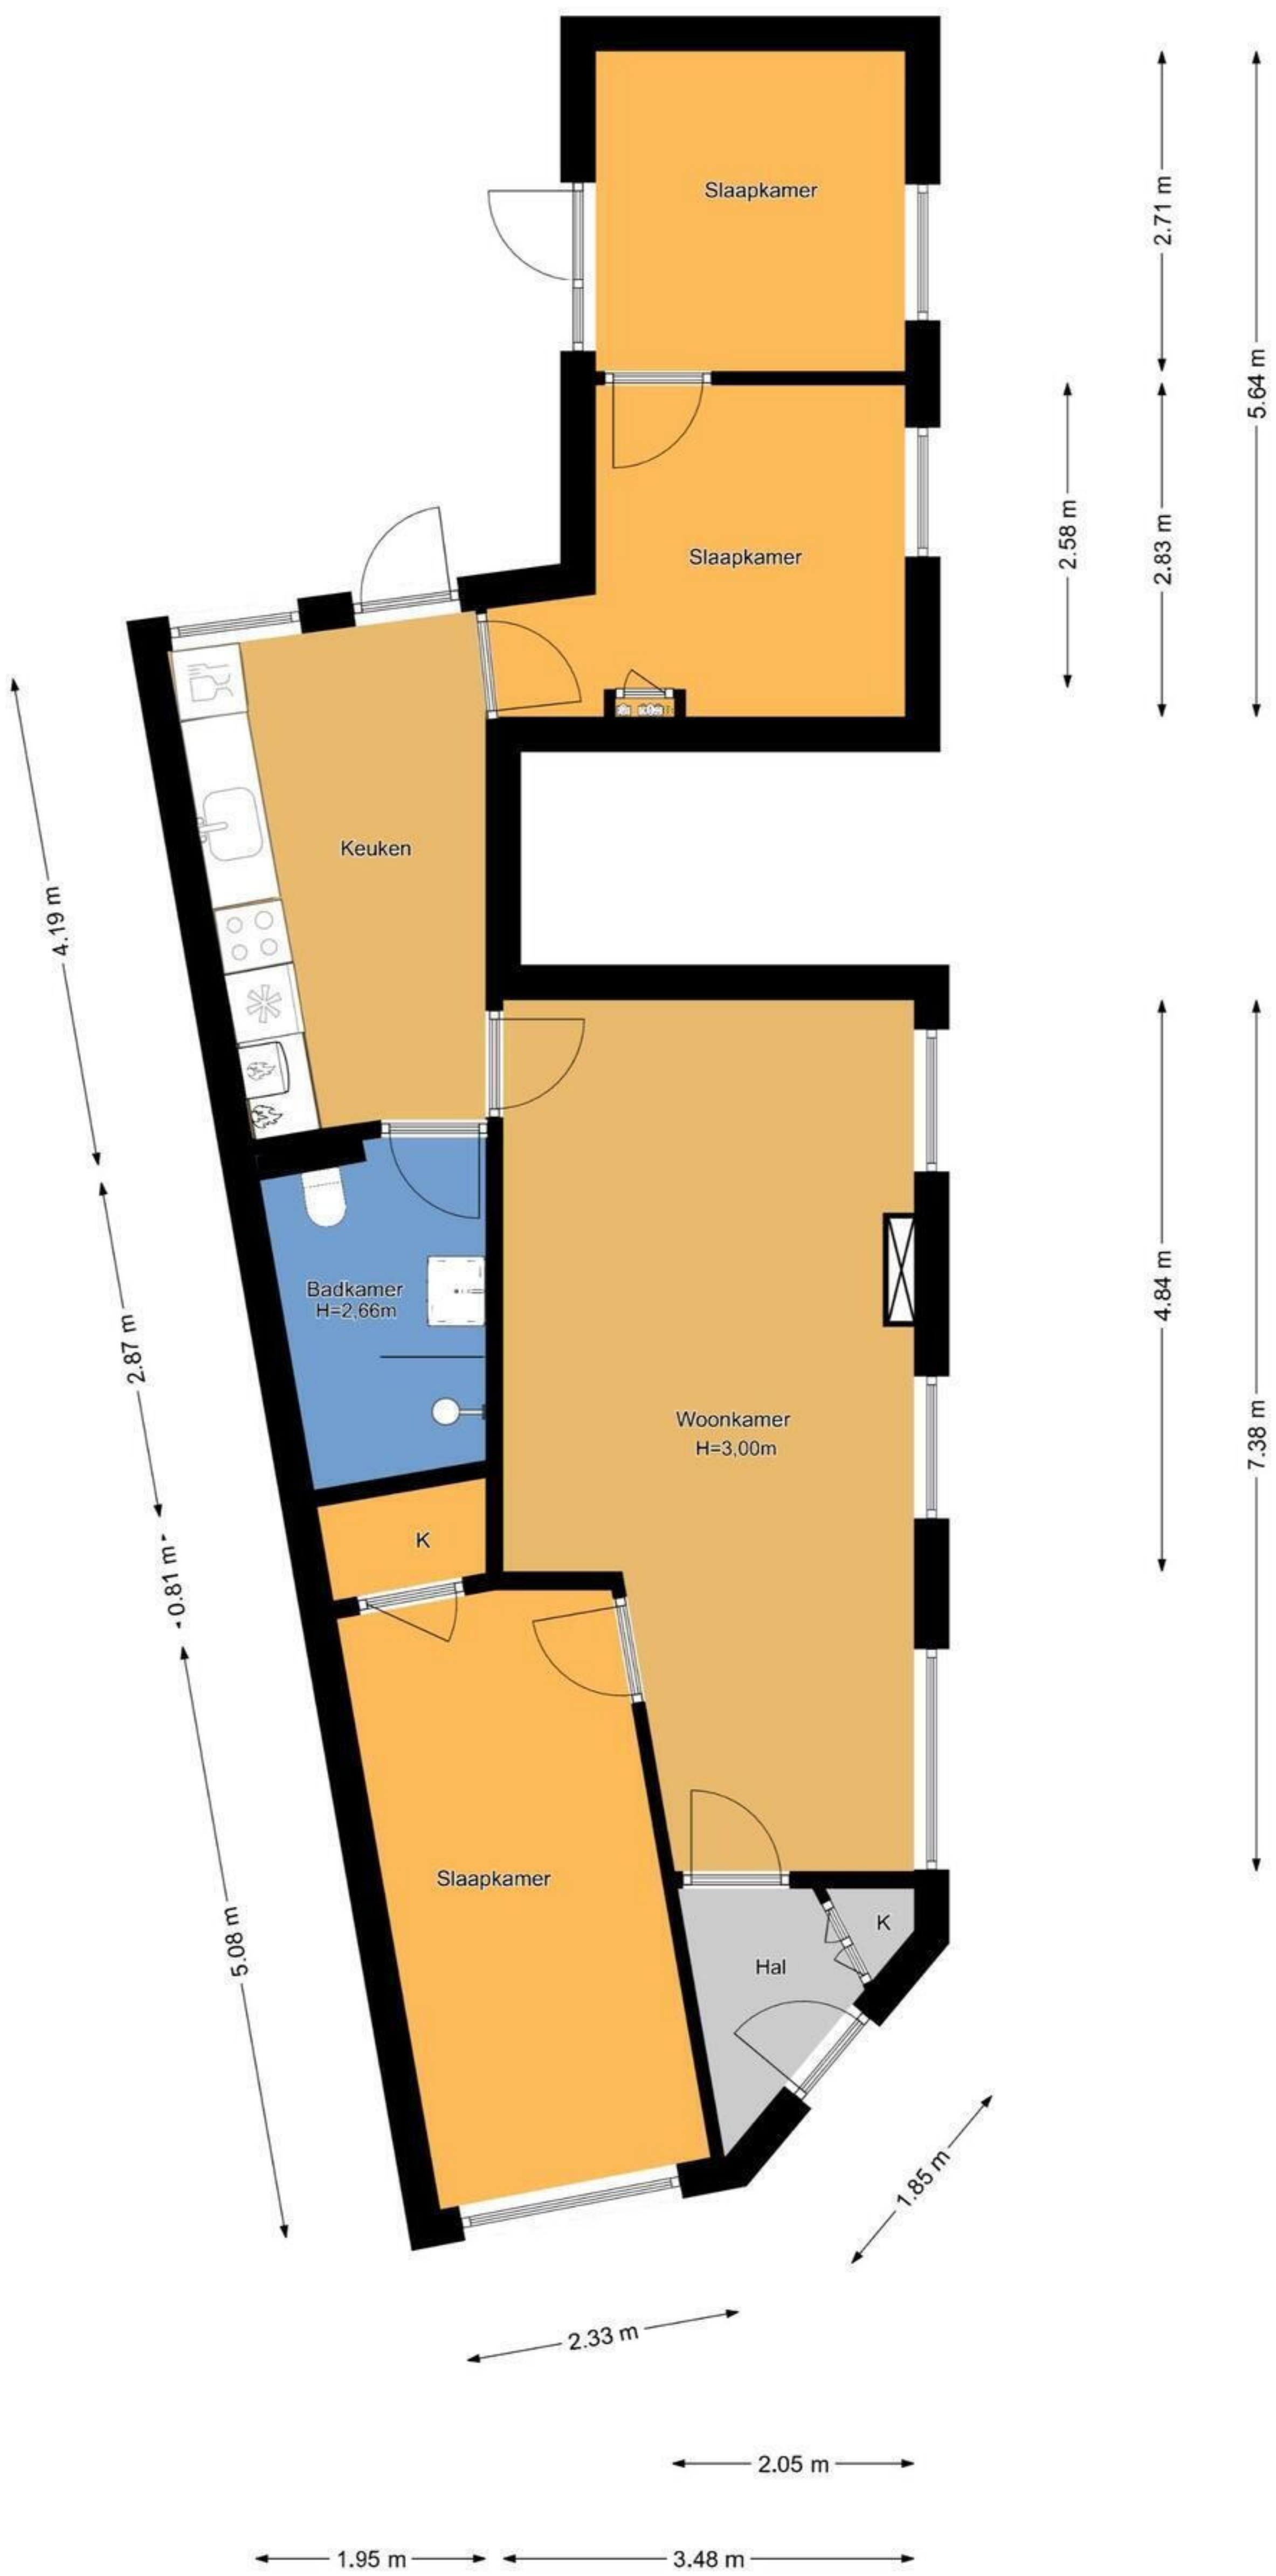 Slaapkamer
2.71 m
5.64 m
Slaapkamer
2.58 m
2.83 m
Keuken
4.19 m
Badkamer
H=2,66m
2.87 m
4.84 m
Woonkamer
H=3,00m
7.38 m
K
0.81 m
Slaapkamer
5.08 m
K
Hal
1.85 m
2.33 m
2.05 m
1.95 m
3.48 m